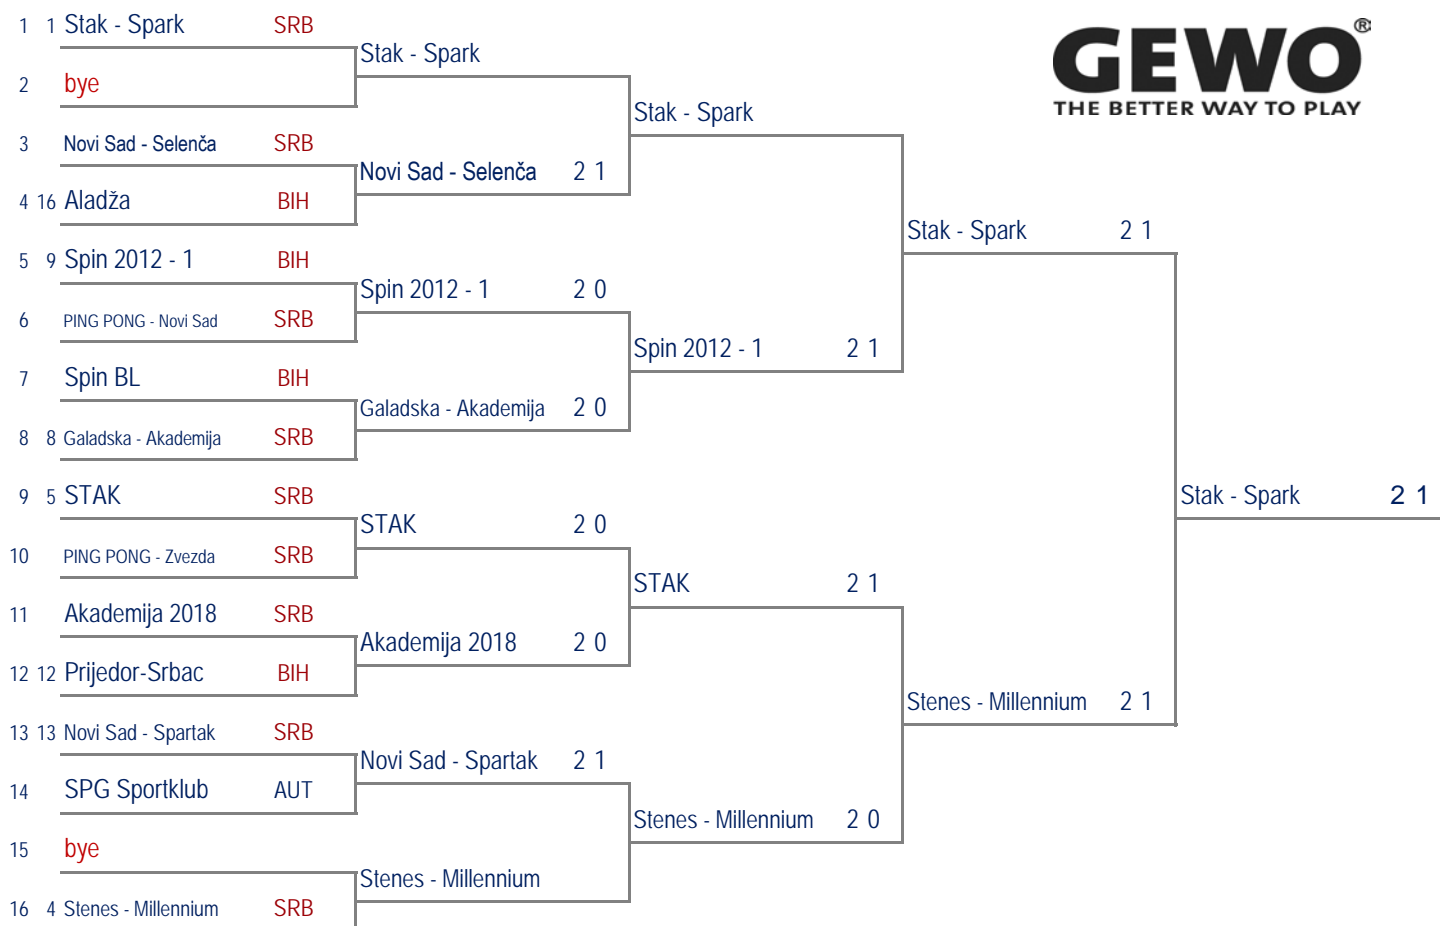 1 1 Stak - Spark SRB
Stak - Spark
2 bye
Stak - Spark
3 Novi Sad - Selenča SRB
Novi Sad - Selenča 2 1
4 16 Aladža BIH
Stak - Spark 2 1
5 9 Spin 2012 - 1 BIH
Spin 2012 - 1 2 0
6 PING PONG - Novi Sad SRB
Spin 2012 - 1 2 1
7 Spin BL BIH
Galadska - Akademija 2 0
8 8 Galadska - Akademija SRB
9 5 STAK SRB
Stak - Spark 2 1
STAK 2 0
10 PING PONG - Zvezda SRB
STAK 2 1
11 Akademija 2018 SRB
Akademija 2018 2 0
12 12 Prijedor-Srbac BIH
Stenes - Millennium 2 1
13 13 Novi Sad - Spartak SRB
Novi Sad - Spartak 2 1
14 SPG Sportklub AUT
Stenes - Millennium 2 0
15 bye
Stenes - Millennium
16 4 Stenes - Millennium SRB
GEWO®
THE BETTER WAY TO PLAY